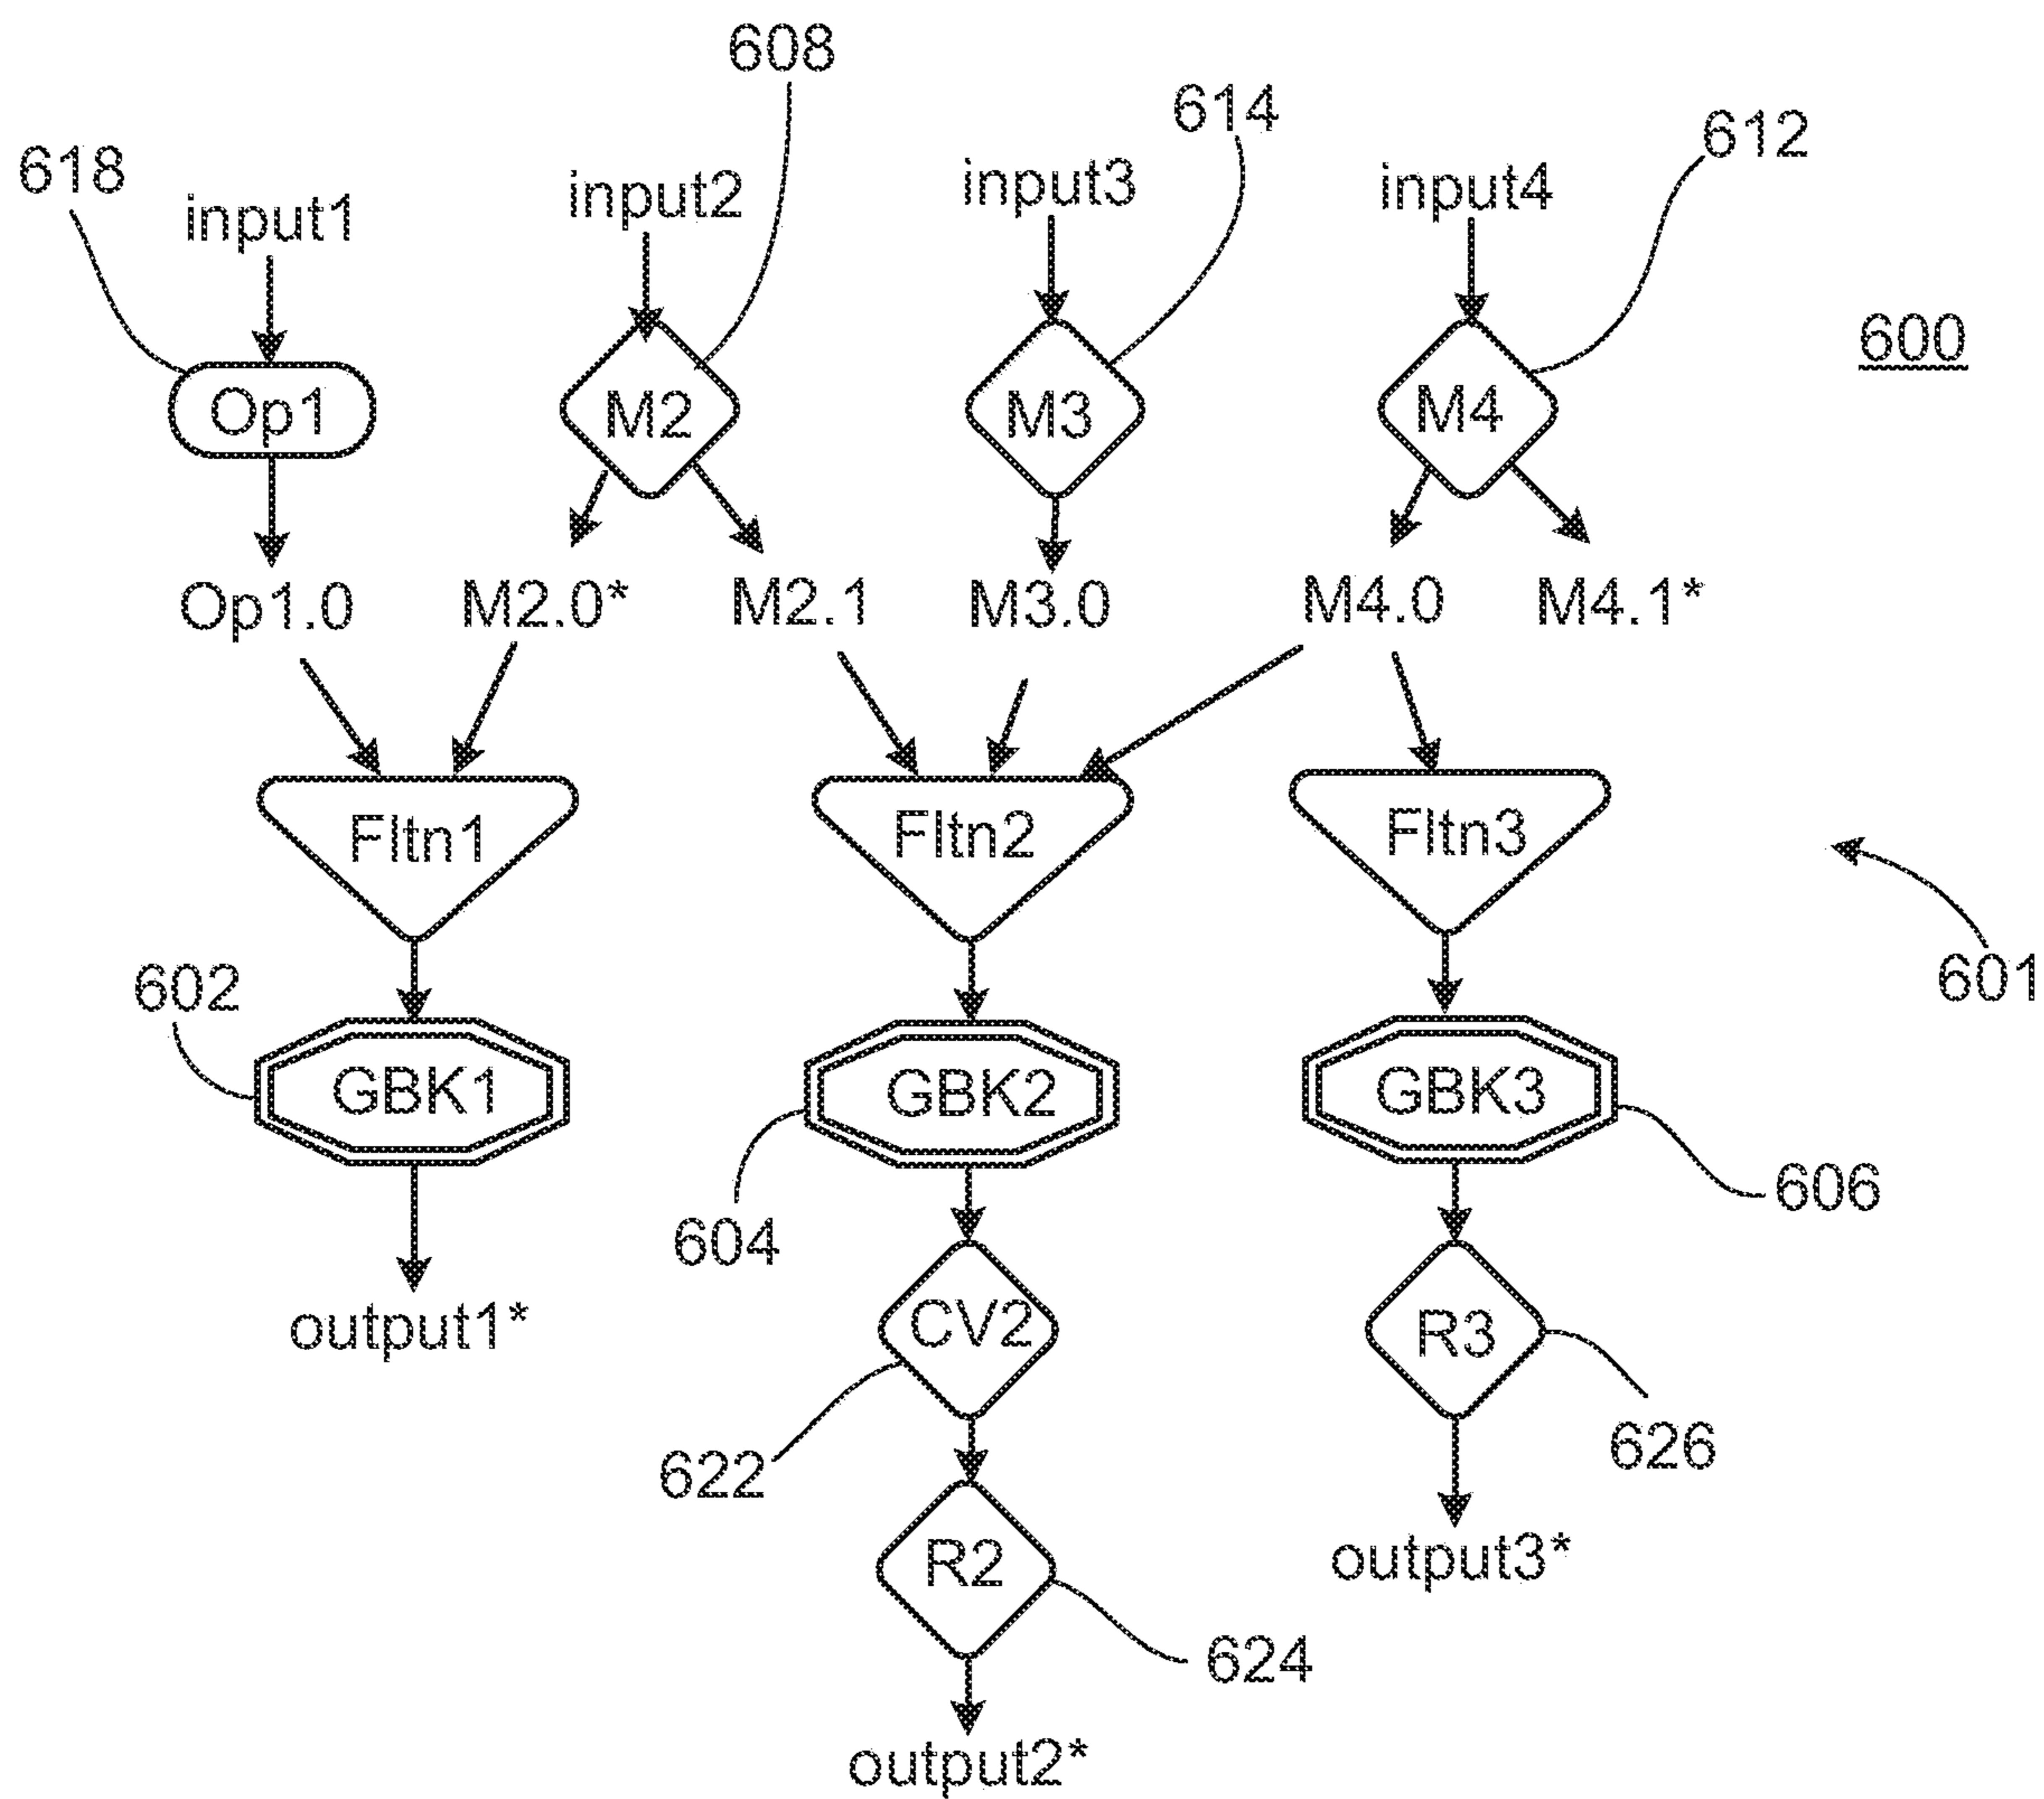 608
614
612
618
input1
input2
input3
input4
600
Op1
M2
M3
M4
Op1.0
M2.0*
M2.1
M3.0
M4.0
M4.1*
Fltn1
Fltn2
Fltn3
601
602
GBK1
GBK2
GBK3
604
606
output1*
CV2
R3
622
626
R2
output3*
624
output2*